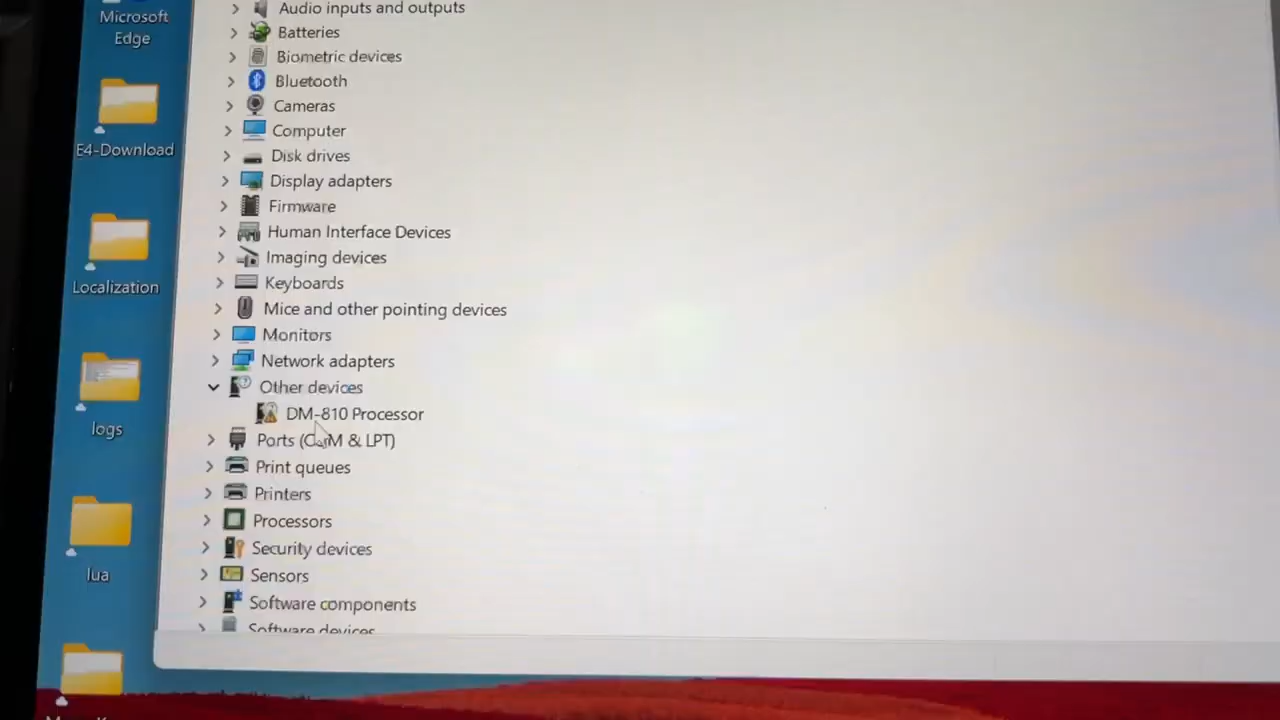 Microsoft
Edge
E4-Download
Localization
logs
lua
Audio inputs and outputs
Batteries
Biometric devices
Bluetooth
Cameras
Computer
Disk drives
Display adapters
Firmware
Human Interface Devices
Imaging devices
Keyboards
Mice and other pointing devices
Monitors
Network adapters
Other devices
DM-810 Processor
Ports (COM & LPT)
Print queues
Printers
Processors
Security devices
Sensors
Software components
Software devices